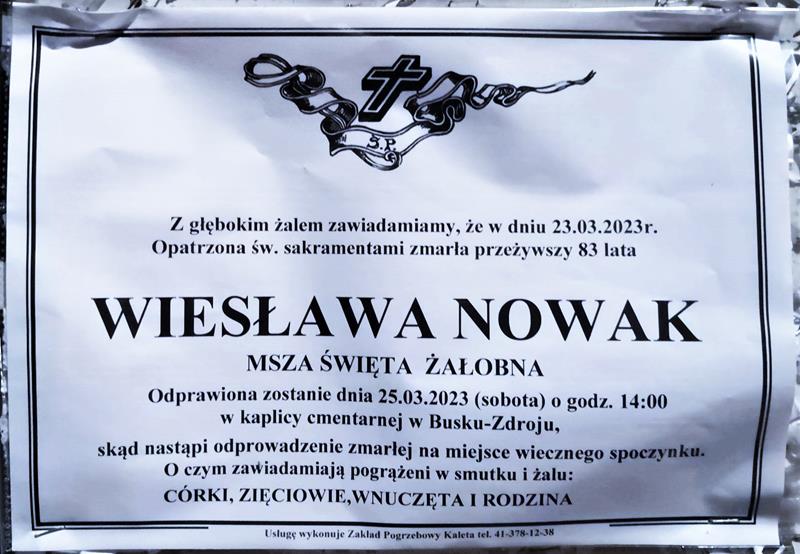 Ś.P.
Z głębokim żalem zawiadamiamy, że w dniu 23.03.2023r.
Opatrzona św. sakramentami zmarła przeżywszy 83 lata
WIESŁAWA NOWAK
MSZA ŚWIĘTA ŻAŁOBNA
Odprawiona zostanie dnia 25.03.2023 (sobota) o godz. 14:00
w kaplicy cmentarnej w Busku-Zdroju,
skąd nastąpi odprowadzenie zmarłej na miejsce wiecznego spoczynku.
O czym zawiadamiają pogrążeni w smutku i żalu:
CÓRKI, ZIĘCIOWIE,WNUCZĘTA I RODZINA
Usługę wykonuje Zakład Pogrzebowy Kaleta tel. 41-378-12-38